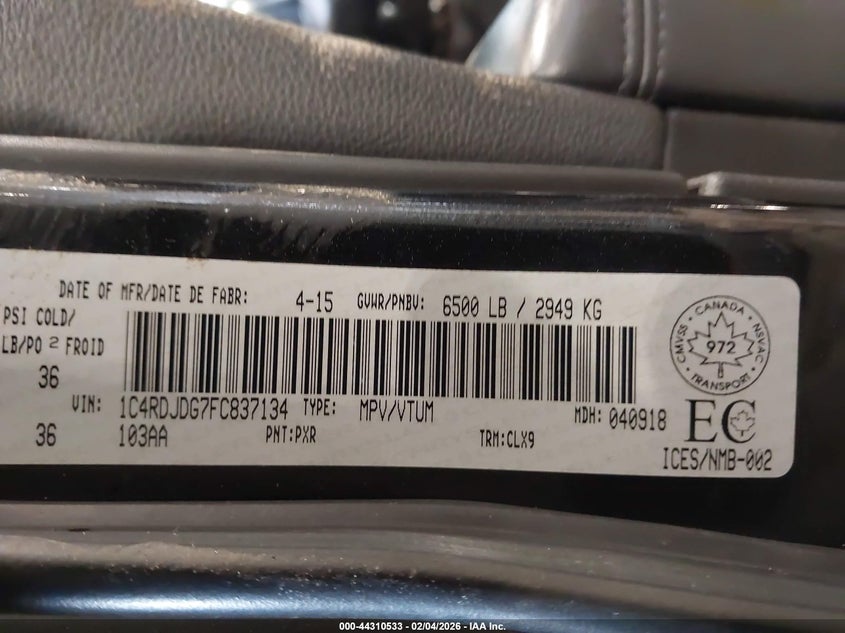 DATE OF MFR/DATE DE FABR: 4-15 GVWR/PNBV: 6500 LB / 2949 KG
PSI COLD/
LB/PO 2 FROID
36
VIN: 1C4RDJDG7FC837134 TYPE: MPV/VTUM MDH: 040918
36 103AA PNT:PXR TRM:CLX9
CANADA
CMVSS
NSVAC
972
TRANSPORT
EC
ICES/NMB-002
000-44310533 - 02/04/2026 - IAA Inc.